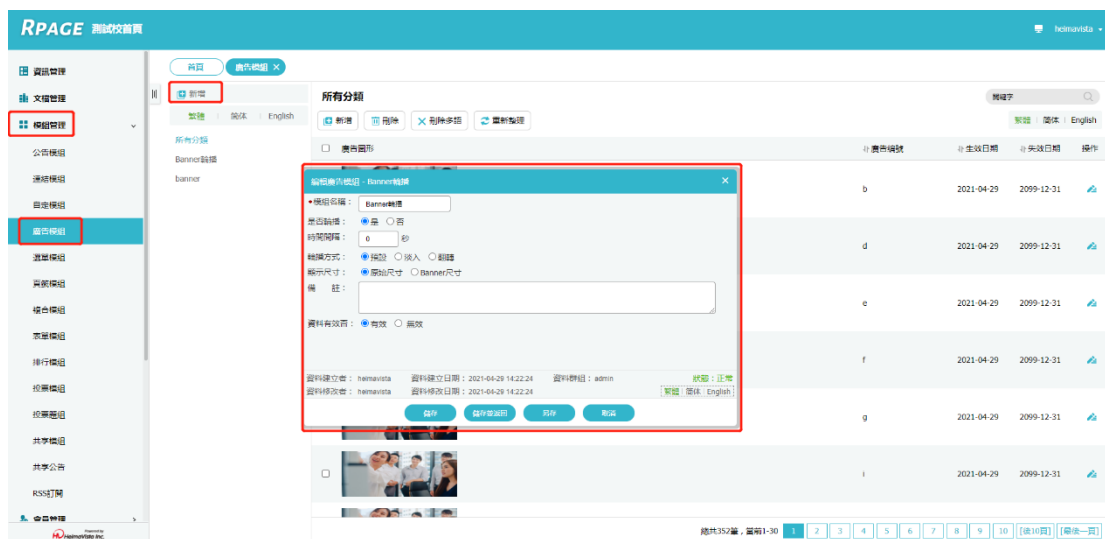 RPAGE 測試校首頁
heimavista
資訊管理
文檔管理
模組管理
公告模組
連結模組
自定模組
廣告模組
選單模組
頁籤模組
複合模組
表單模組
排行模組
投票模組
投票題組
共享模組
共享公告
RSS訂閱
會員管理
Powered by
HeimaVista Inc.
首頁
廣告模組 ×
新增
繁體 简体 English
所有分類
Banner輪播
banner
所有分類
關鍵字
新增 刪除 刪除多語 重新整理
繁體 简体 English
廣告圖形 廣告編號 生效日期 失效日期 操作
b 2021-04-29 2099-12-31
d 2021-04-29 2099-12-31
e 2021-04-29 2099-12-31
f 2021-04-29 2099-12-31
g 2021-04-29 2099-12-31
i 2021-04-29 2099-12-31
編輯廣告模組 - Banner輪播 ×
模組名稱： Banner輪播
是否輪播： 是 否
時間間隔： 0 秒
輪播方式： 預設 淡入 翻轉
顯示尺寸： 原始尺寸 Banner尺寸
備 註：
資料有效否： 有效 無效
資料建立者： heimavista 資料建立日期：2021-04-29 14:22:24 資料群組：admin 狀態：正常
資料修改者： heimavista 資料修改日期：2021-04-29 14:22:24 繁體 简体 English
儲存 儲存並返回 另存 取消
總共352筆，當前1-30 1 2 3 4 5 6 7 8 9 10 [後10頁] [最後一頁]